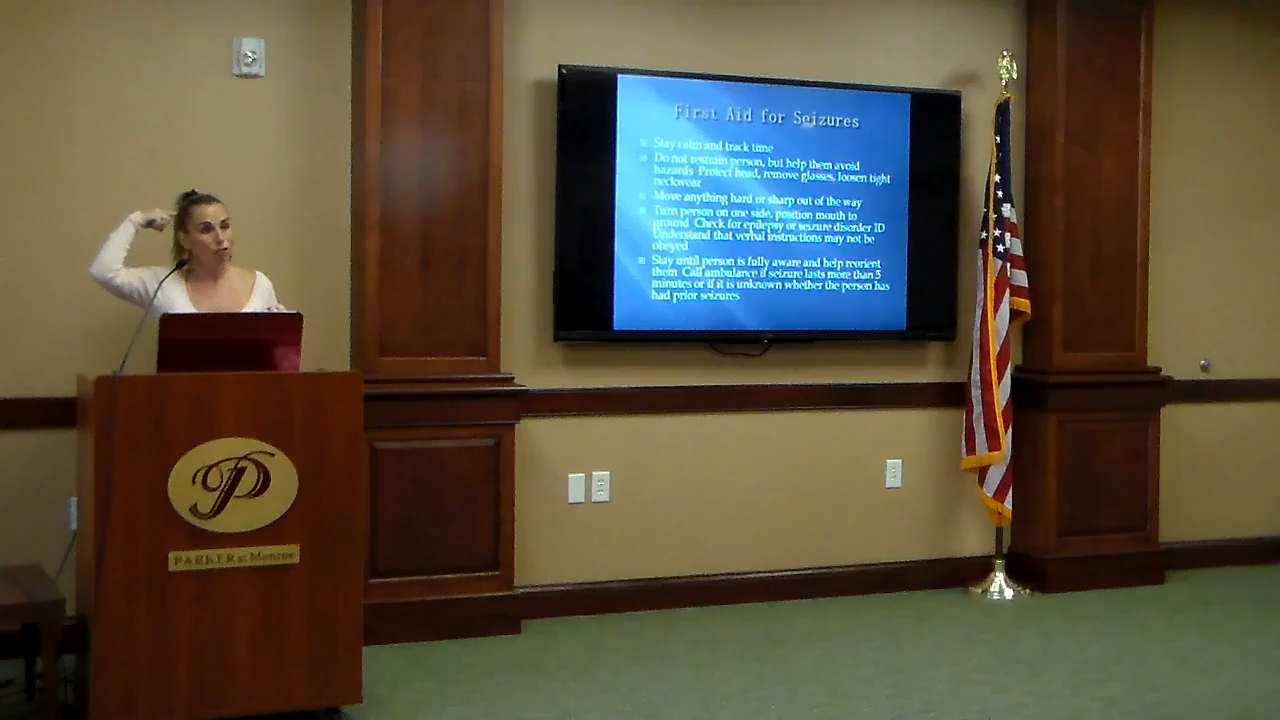 First Aid for Seizures
Stay calm and track time
Do not restrain person, but help them avoid
hazards Protect head, remove glasses, loosen tight
neckwear
Move anything hard or sharp out of the way
Turn person on one side, position mouth to
ground Check for epilepsy or seizure disorder ID
Understand that verbal instructions may not be
obeyed
Stay until person is fully aware and help reorient
them Call ambulance if seizure lasts more than 5
minutes or if it is unknown whether the person has
had prior seizures
P
PARKER at Monroe